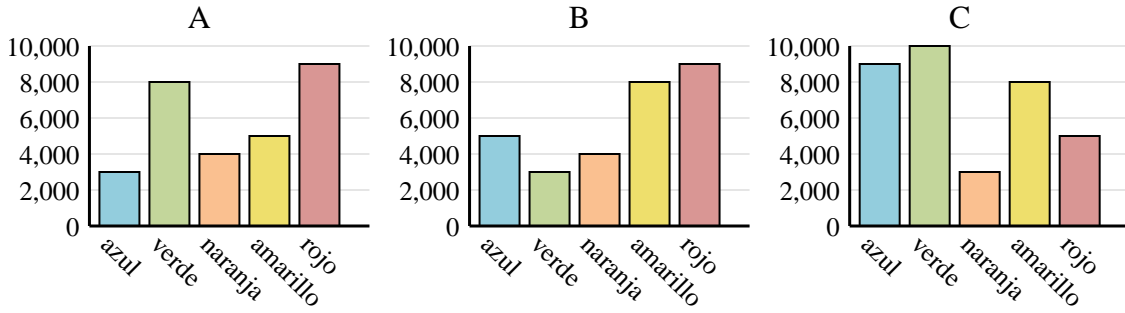 A
10,000
8,000
6,000
4,000
2,000
0
azul
verde
naranja
amarillo
rojo
B
10,000
8,000
6,000
4,000
2,000
0
azul
verde
naranja
amarillo
rojo
C
10,000
8,000
6,000
4,000
2,000
0
azul
verde
naranja
amarillo
rojo